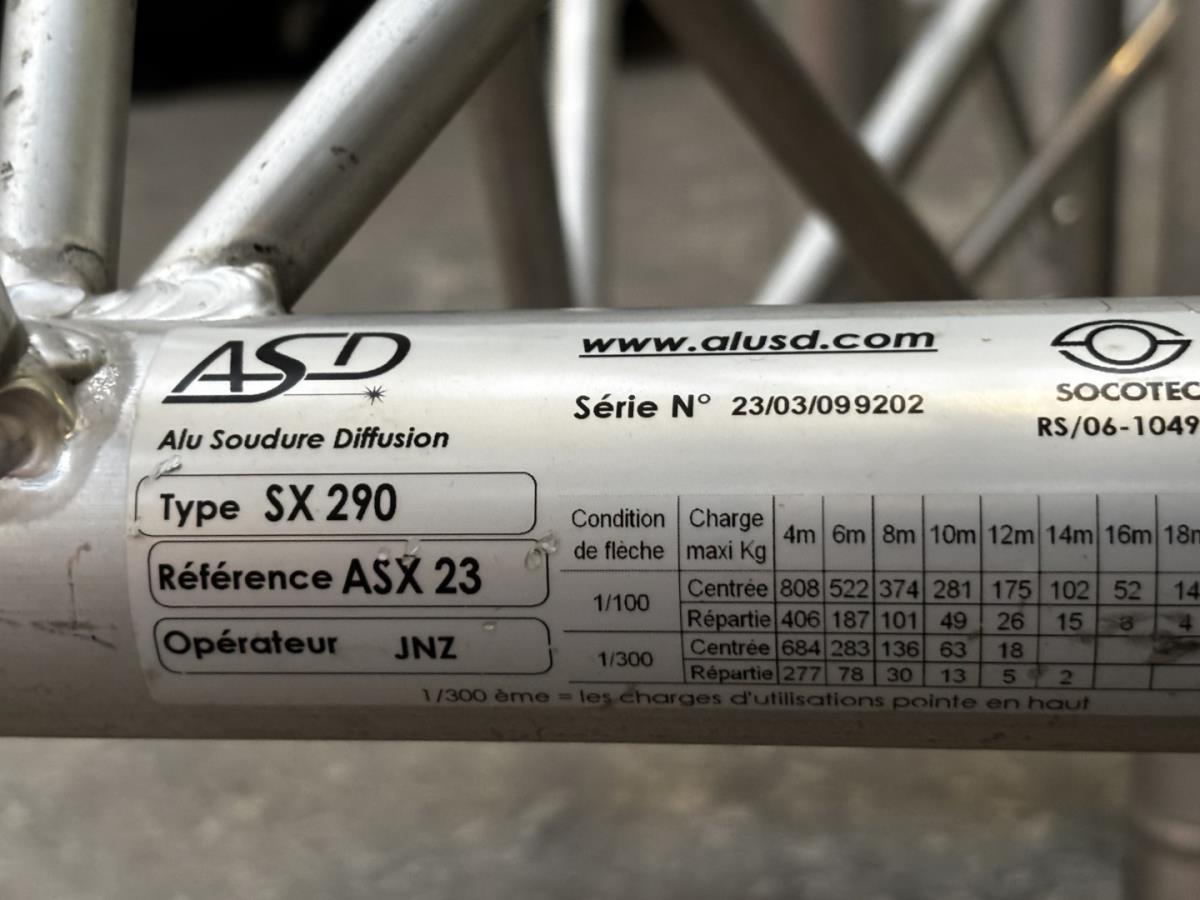 ASD
Alu Soudure Diffusion
www.alusd.com
Série N° 23/03/099202
SOCOTEC
RS/06-1049
Type SX 290
Référence ASX 23
Opérateur JNZ
Condition de flèche Charge maxi Kg 4m 6m 8m 10m 12m 14m 16m 18m
1/100 Centrée 808 522 374 281 175 102 52 14
Répartie 406 187 101 49 26 15 8 4
1/300 Centrée 684 283 136 63 18
Répartie 277 78 30 13 5 2
1/300 ème = les charges d'utilisations pointe en haut